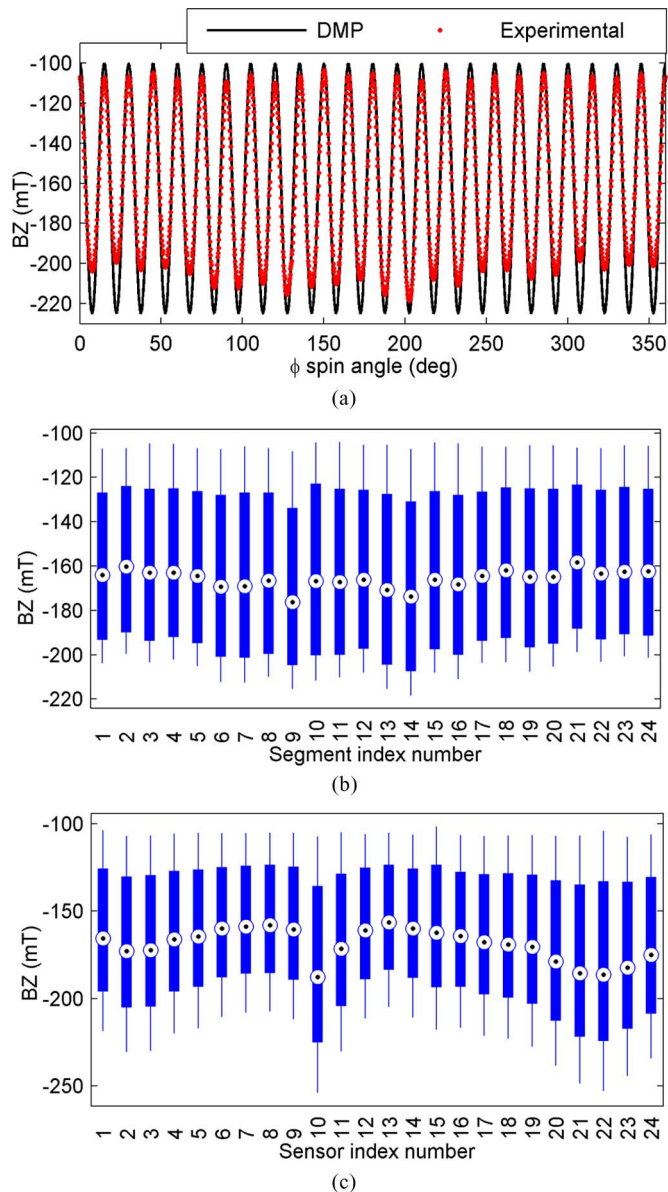 DMP Experimental
-100
-120
-140
-160
-180
-200
-220
BZ (mT)
0 50 100 150 200 250 300 350
ϕ spin angle (deg)
(a)
-100
-120
-140
-160
-180
-200
-220
BZ (mT)
1 2 3 4 5 6 7 8 9 10 11 12 13 14 15 16 17 18 19 20 21 22 23 24
Segment index number
(b)
-100
-150
-200
-250
BZ (mT)
1 2 3 4 5 6 7 8 9 10 11 12 13 14 15 16 17 18 19 20 21 22 23 24
Sensor index number
(c)